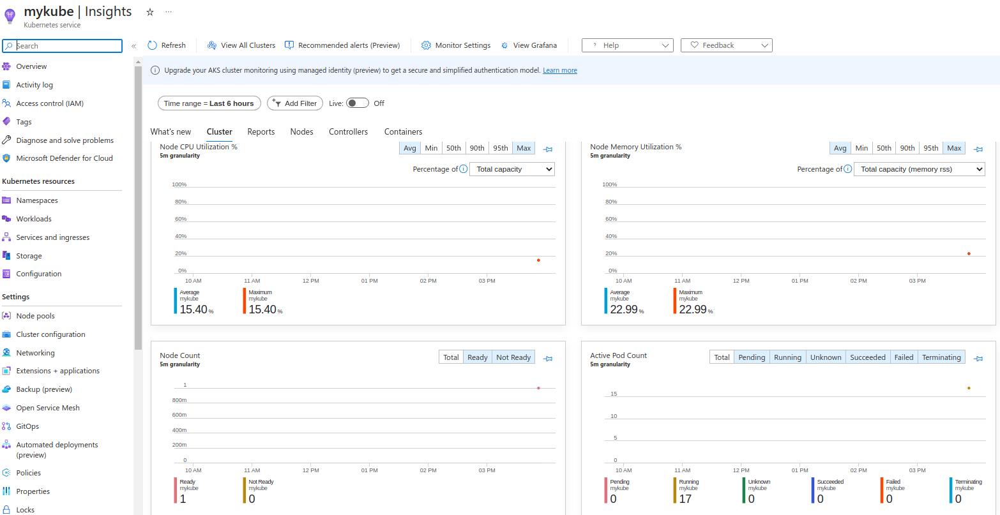 mykube | Insights
Kubernetes service
Search
Overview
Activity log
Access control (IAM)
Tags
Diagnose and solve problems
Microsoft Defender for Cloud
Kubernetes resources
Namespaces
Workloads
Services and ingresses
Storage
Configuration
Settings
Node pools
Cluster configuration
Networking
Extensions + applications
Backup (preview)
Open Service Mesh
GitOps
Automated deployments
(preview)
Policies
Properties
Locks
Refresh View All Clusters Recommended alerts (Preview) Monitor Settings View Grafana ? Help Feedback
Upgrade your AKS cluster monitoring using managed identity (preview) to get a secure and simplified authentication model. Learn more
Time range = Last 6 hours Add Filter Live: Off
What's new Cluster Reports Nodes Controllers Containers
Node CPU Utilization % Avg Min 50th 90th 95th Max
5m granularity
Percentage of Total capacity
100%
80%
60%
40%
20%
0%
10 AM 11 AM 12 PM 01 PM 02 PM 03 PM
Average Maximum
mykube mykube
15.40 % 15.40 %
Node Memory Utilization % Avg Min 50th 90th 95th Max
5m granularity
Percentage of Total capacity (memory rss)
100%
80%
60%
40%
20%
0%
10 AM 11 AM 12 PM 01 PM 02 PM 03 PM
Average Maximum
mykube mykube
22.99 % 22.99 %
Node Count Total Ready Not Ready
5m granularity
1
800m
600m
400m
200m
0
10 AM 11 AM 12 PM 01 PM 02 PM 03 PM
Ready Not Ready
mykube mykube
1 0
Active Pod Count Total Pending Running Unknown Succeeded Failed Terminating
5m granularity
15
10
5
0
10 AM 11 AM 12 PM 01 PM 02 PM 03 PM
Pending Running Unknown Succeeded Failed Terminating
mykube mykube mykube mykube mykube mykube
0 17 0 0 0 0